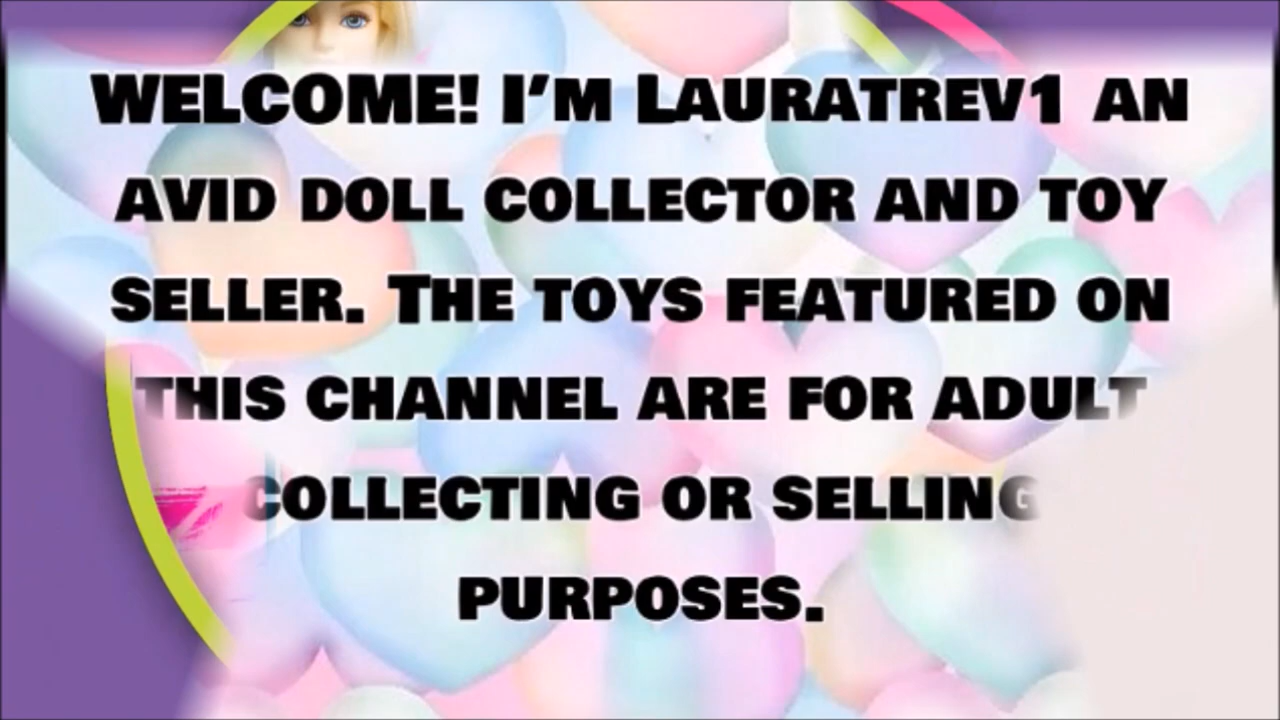 WELCOME! I'M LAURATREV1 AN
AVID DOLL COLLECTOR AND TOY
SELLER. THE TOYS FEATURED ON
THIS CHANNEL ARE FOR ADULT
COLLECTING OR SELLING
PURPOSES.